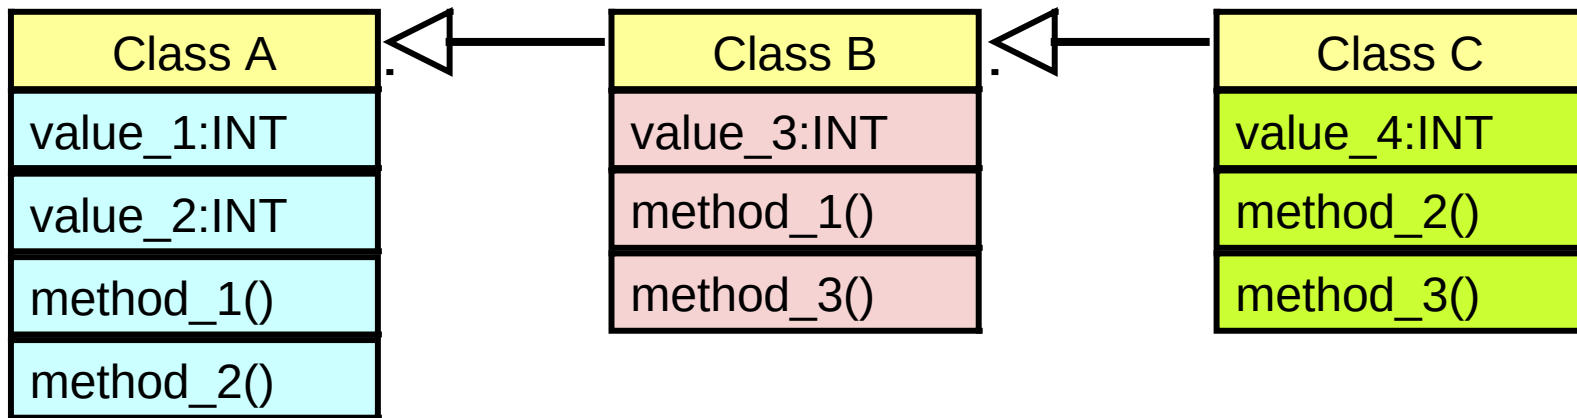 Class A
value_1:INT
value_2:INT
method_1()
method_2()
Class B
value_3:INT
method_1()
method_3()
Class C
value_4:INT
method_2()
method_3()